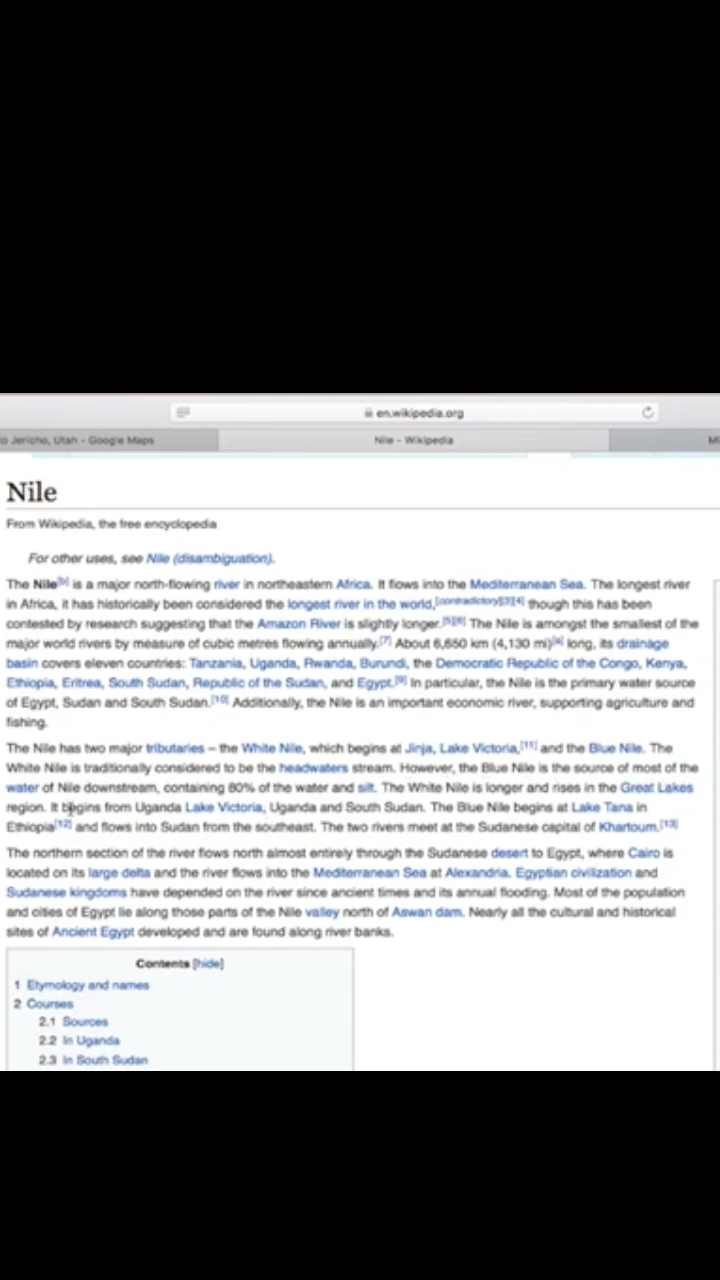 en.wikipedia.org
to Jericho, Utah - Google Maps
Nile - Wikipedia
Nile
From Wikipedia, the free encyclopedia
For other uses, see Nile (disambiguation).
The Nile[b] is a major north-flowing river in northeastern Africa. It flows into the Mediterranean Sea. The longest river
in Africa, it has historically been considered the longest river in the world,[contradictory][3][4] though this has been
contested by research suggesting that the Amazon River is slightly longer.[5][6] The Nile is amongst the smallest of the
major world rivers by measure of cubic metres flowing annually.[7] About 6,650 km (4,130 mi)[a] long, its drainage
basin covers eleven countries: Tanzania, Uganda, Rwanda, Burundi, the Democratic Republic of the Congo, Kenya,
Ethiopia, Eritrea, South Sudan, Republic of the Sudan, and Egypt.[9] In particular, the Nile is the primary water source
of Egypt, Sudan and South Sudan.[10] Additionally, the Nile is an important economic river, supporting agriculture and
fishing.
The Nile has two major tributaries – the White Nile, which begins at Jinja, Lake Victoria,[11] and the Blue Nile. The
White Nile is traditionally considered to be the headwaters stream. However, the Blue Nile is the source of most of the
water of Nile downstream, containing 80% of the water and silt. The White Nile is longer and rises in the Great Lakes
region. It begins from Uganda Lake Victoria, Uganda and South Sudan. The Blue Nile begins at Lake Tana in
Ethiopia[12] and flows into Sudan from the southeast. The two rivers meet at the Sudanese capital of Khartoum.[13]
The northern section of the river flows north almost entirely through the Sudanese desert to Egypt, where Cairo is
located on its large delta and the river flows into the Mediterranean Sea at Alexandria. Egyptian civilization and
Sudanese kingdoms have depended on the river since ancient times and its annual flooding. Most of the population
and cities of Egypt lie along those parts of the Nile valley north of Aswan dam. Nearly all the cultural and historical
sites of Ancient Egypt developed and are found along river banks.
Contents [hide]
1 Etymology and names
2 Courses
2.1 Sources
2.2 In Uganda
2.3 In South Sudan